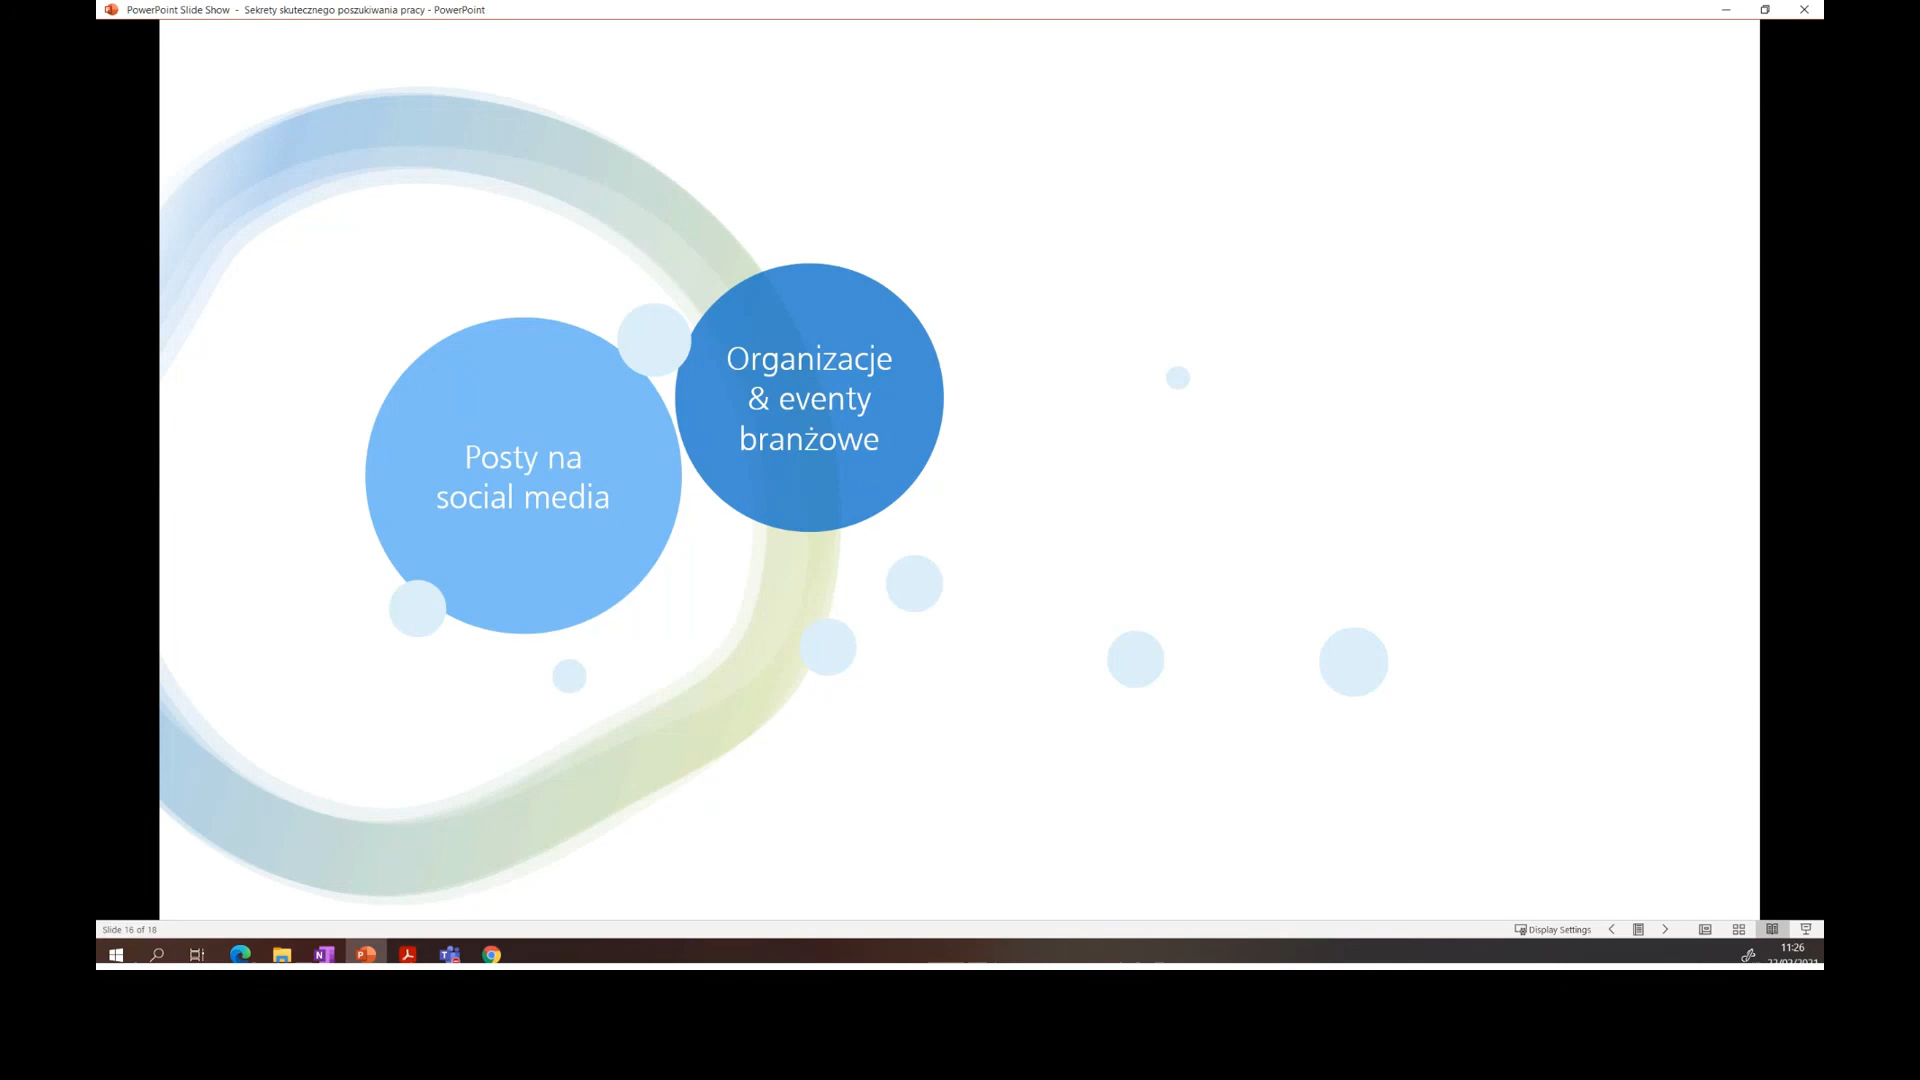 PowerPoint Slide Show - Sekrety skutecznego poszukiwania pracy - PowerPoint
Organizacje
& eventy
branżowe
Posty na
social media
Slide 16 of 18
Display Settings
11:26